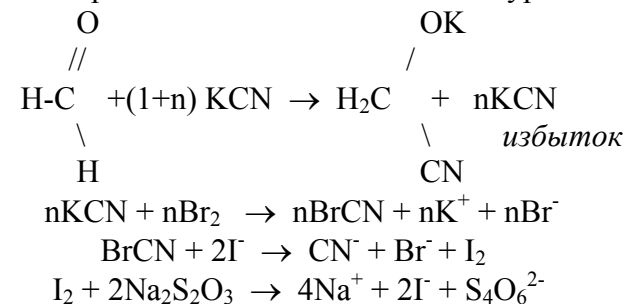 O OK
// /
H-C +(1+n) KCN → H₂C + nKCN
\ \ избыток
H CN
nKCN + nBr₂ → nBrCN + nK⁺ + nBr⁻
BrCN + 2I⁻ → CN⁻ + Br⁻ + I₂
I₂ + 2Na₂S₂O₃ → 4Na⁺ + 2I⁻ + S₄O₆²⁻